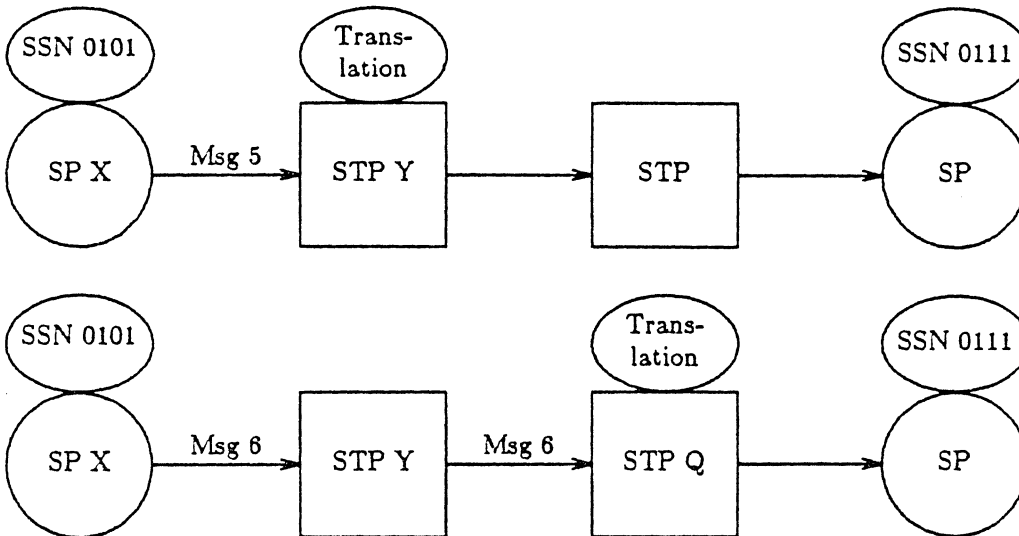 SSN 0101
Trans-
lation
SSN 0111
SP X
Msg 5
STP Y
STP
SP
SSN 0101
Trans-
lation
SSN 0111
SP X
Msg 6
STP Y
Msg 6
STP Q
SP